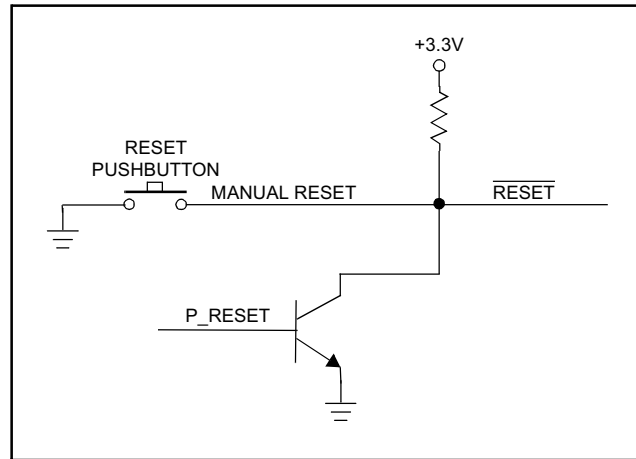 +3.3V
RESET
PUSHBUTTON
MANUAL RESET
RESET
P_RESET